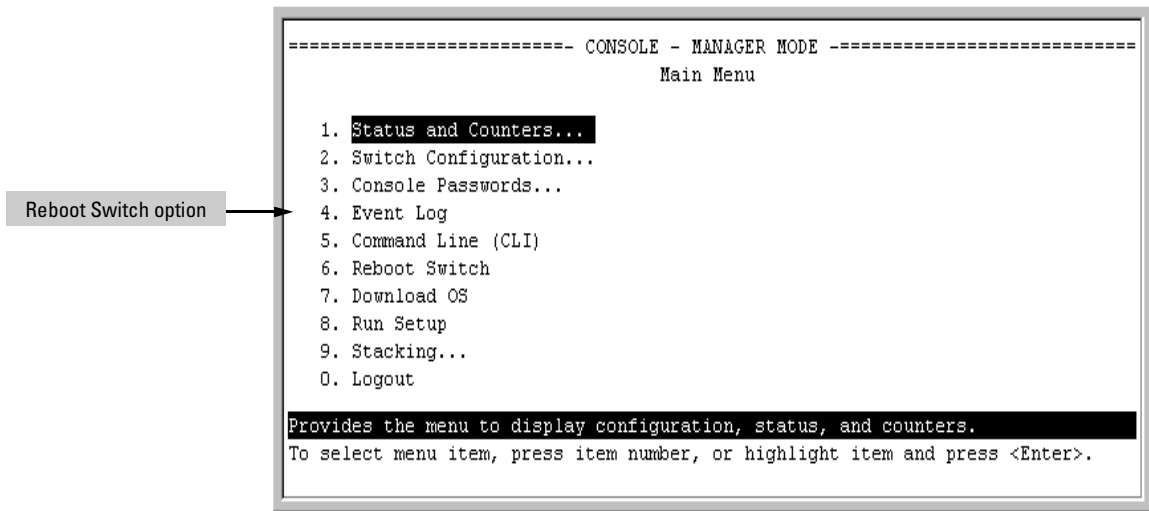 ==========================- CONSOLE - MANAGER MODE -============================
Main Menu
1. Status and Counters...
2. Switch Configuration...
3. Console Passwords...
Reboot Switch option
4. Event Log
5. Command Line (CLI)
6. Reboot Switch
7. Download OS
8. Run Setup
9. Stacking...
0. Logout
Provides the menu to display configuration, status, and counters.
To select menu item, press item number, or highlight item and press <Enter>.